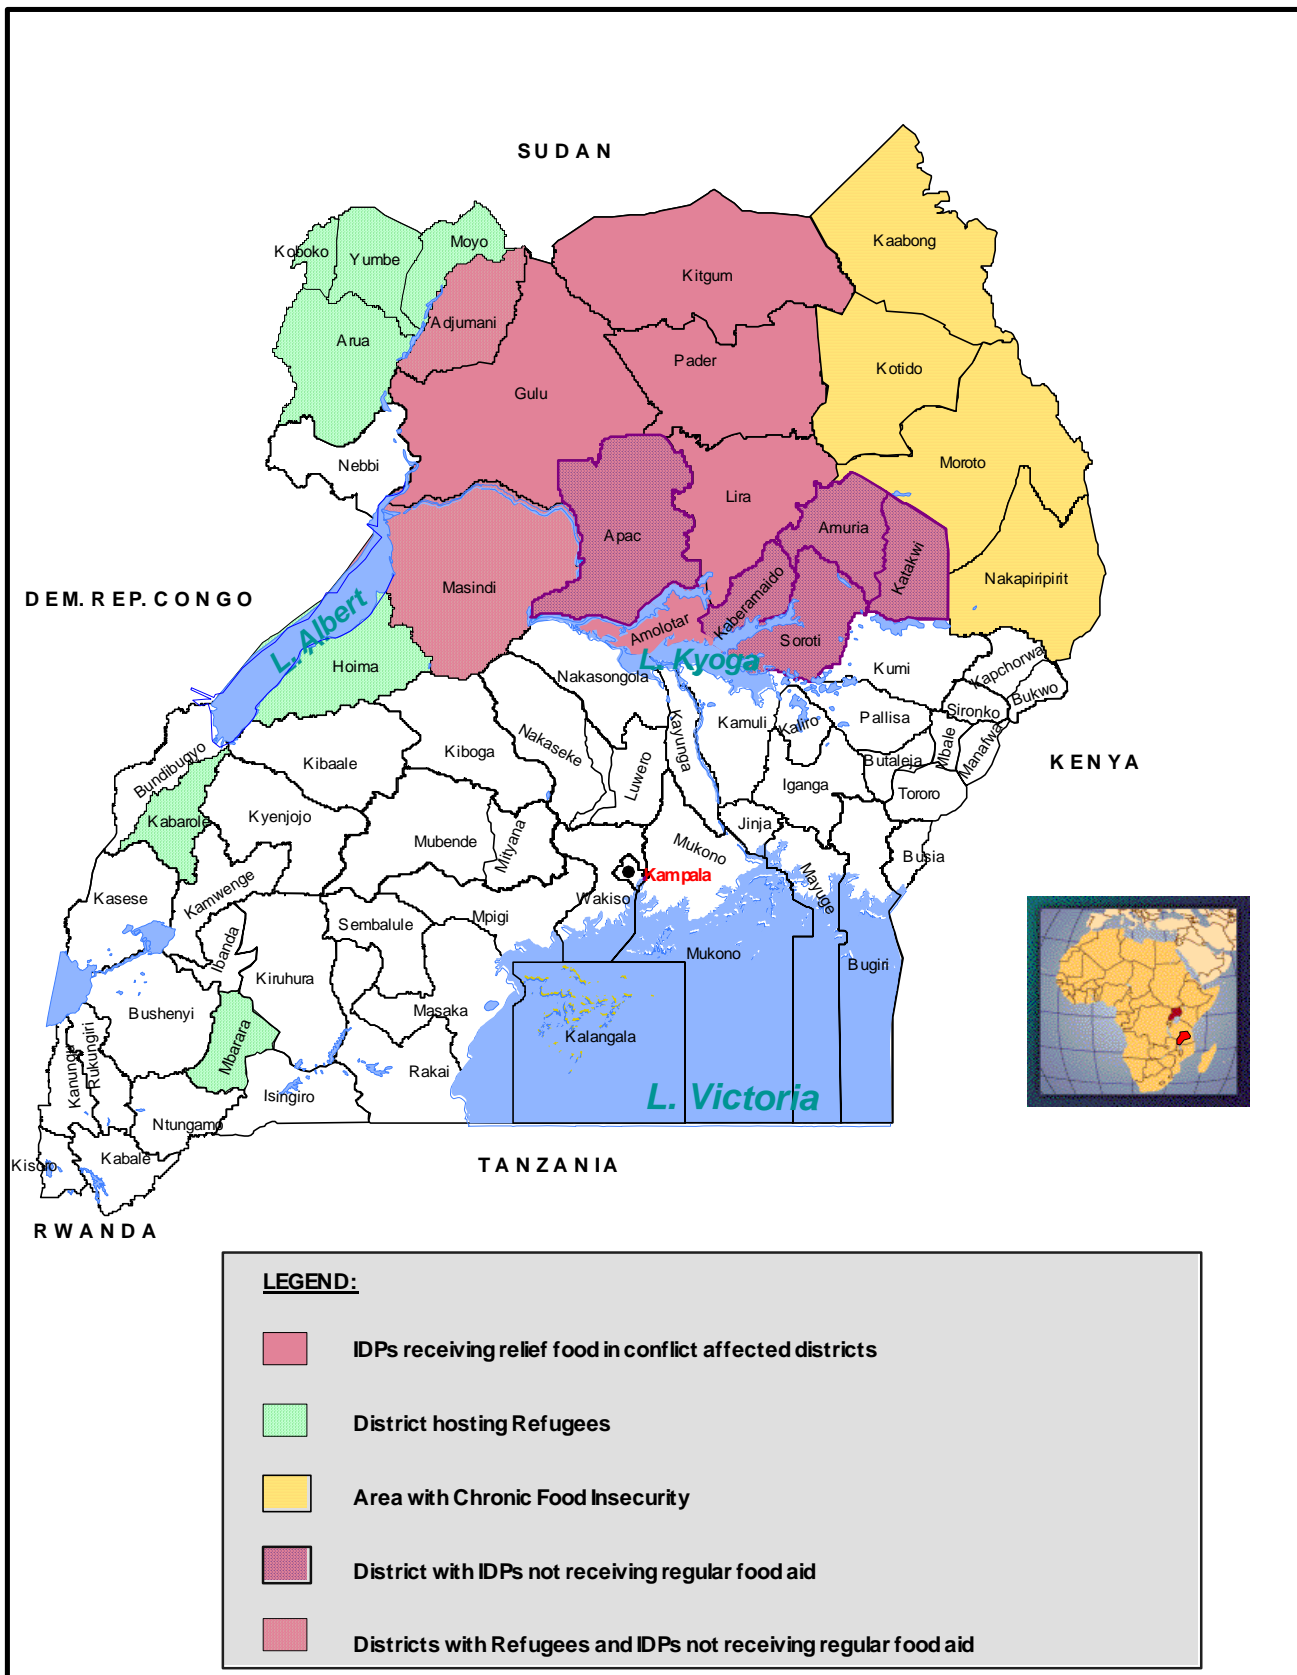 SUDAN
Kaabong
Koboko
Yumbe
Moyo
Kitgum
Adjumani
Arua
Pader
Kotido
Gulu
Nebbi
Moroto
Lira
Amuria
Apac
Katakwi
Nakapiripirit
DEM. REP. CONGO
Masindi
Kaberamaido
L. Albert
Amolotar
Soroti
Hoima
L. Kyoga
Kumi
Kapchorwa
Nakasongola
Bukwo
Sironko
Kayunga
Kamuli
Kaliro
Pallisa
Bundibugyo
Kibaale
Kiboga
Nakaseke
Mbale
Manafwa
KENYA
Luwero
Butaleja
Iganga
Tororo
Kabarole
Kyenjojo
Mubende
Mityana
Jinja
Mukono
Busia
Kampala
Kasese
Kamwenge
Wakiso
Mayuge
Sembabule
Mpigi
Ibanda
Kiruhura
Mukono
Bugiri
Bushenyi
Masaka
Kalangala
Mbarara
Kanungu
Rukungiri
Rakai
Isingiro
L. Victoria
Ntungamo
Kabale
Kisoro
TANZANIA
RWANDA
LEGEND:
IDPs receiving relief food in conflict affected districts
District hosting Refugees
Area with Chronic Food Insecurity
District with IDPs not receiving regular food aid
Districts with Refugees and IDPs not receiving regular food aid